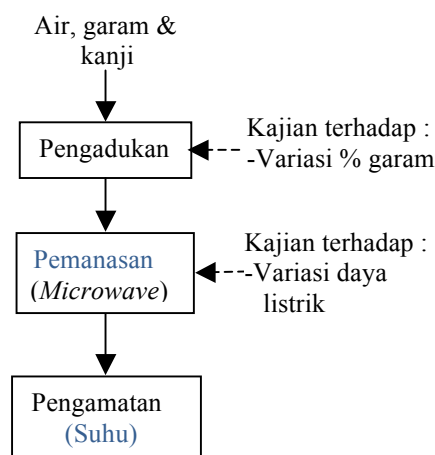 Air, garam &
kanji
Pengadukan
Kajian terhadap :
-Variasi % garam
Pemanasan
(Microwave)
Kajian terhadap :
-Variasi daya
listrik
Pengamatan
(Suhu)